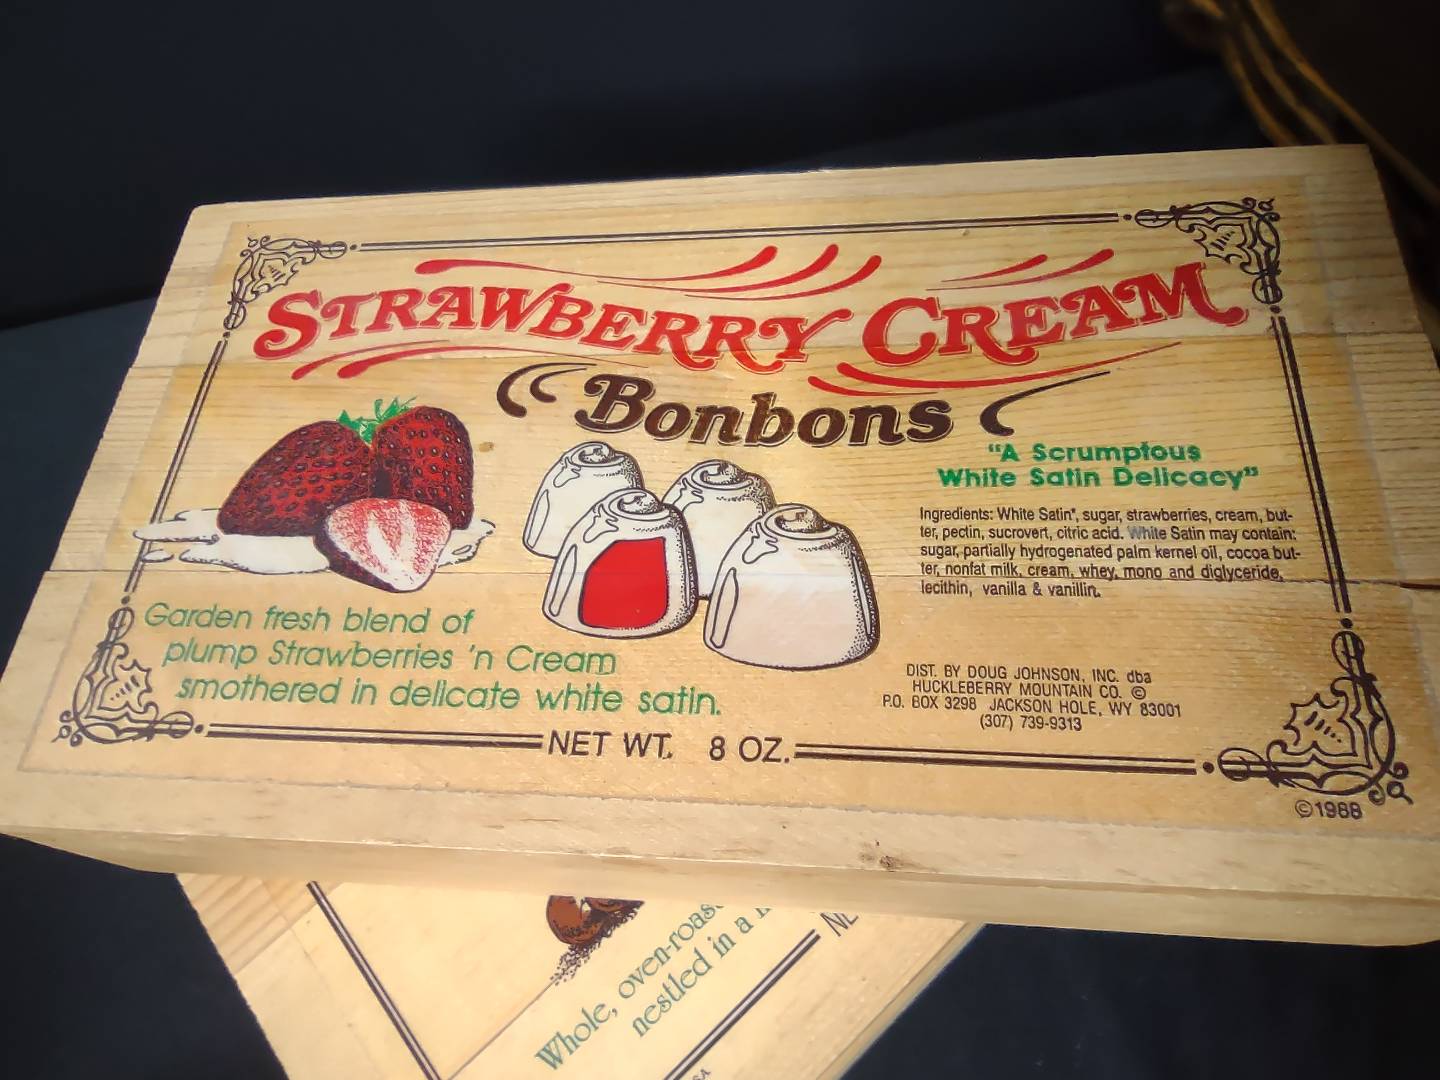 STRAWBERRY CREAM
Bonbons
"A Scrumptous
White Satin Delicacy"
Ingredients: White Satin*, sugar, strawberries, cream, but-
ter, pectin, sucrovert, citric acid. White Satin may contain:
sugar, partially hydrogenated palm kernel oil, cocoa but-
ter, nonfat milk, cream, whey, mono and diglyceride,
lecithin, vanilla & vanillin.
Garden fresh blend of
plump Strawberries 'n Cream
smothered in delicate white satin.
DIST. BY DOUG JOHNSON, INC. dba
HUCKLEBERRY MOUNTAIN CO. ©
P.O. BOX 3298 JACKSON HOLE, WY 83001
(307) 739-9313
NET WT. 8 OZ.
©1988
Whole, oven-roas
nestled in a